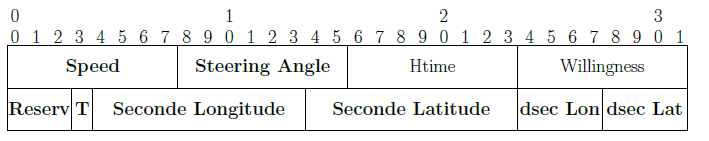 0 1 2 3
0 1 2 3 4 5 6 7 8 9 0 1 2 3 4 5 6 7 8 9 0 1 2 3 4 5 6 7 8 9 0 1
Speed Steering Angle Htime Willingness
Reserv T Seconde Longitude Seconde Latitude dsec Lon dsec Lat